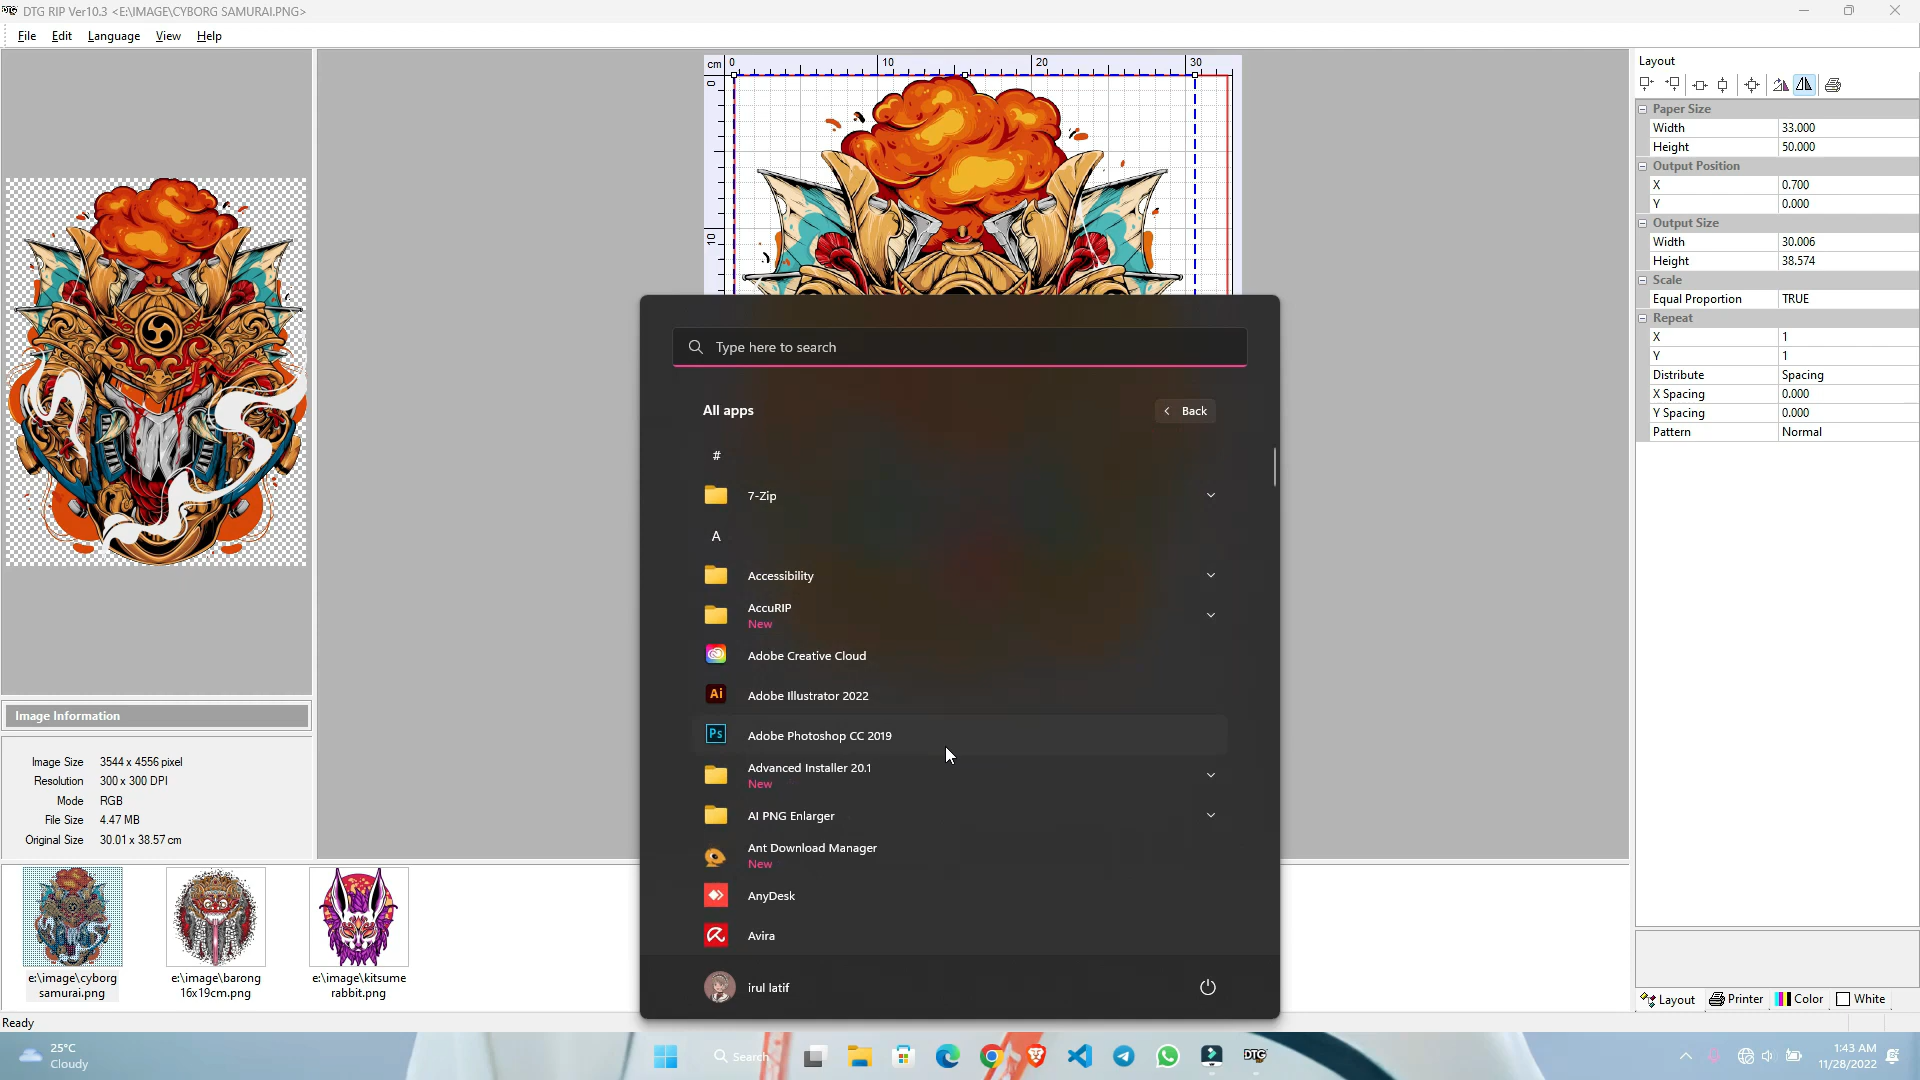 DTG RIP Ver10.3 <E:\IMAGE\CYBORG SAMURAI.PNG>
File Edit Language View Help
cm 0 10 20 30
0
10
Layout
Paper Size
Width 33.000
Height 50.000
Output Position
X 0.700
Y 0.000
Output Size
Width 30.006
Height 38.574
Scale
Equal Proportion TRUE
Repeat
X 1
Y 1
Distribute Spacing
X Spacing 0.000
Y Spacing 0.000
Pattern Normal
Type here to search
All apps
Back
#
7-Zip
A
Accessibility
AccuRIP
New
Adobe Creative Cloud
Ai Adobe Illustrator 2022
Ps Adobe Photoshop CC 2019
Advanced Installer 20.1
New
AI PNG Enlarger
Ant Download Manager
New
AnyDesk
Avira
irul latif
Image Information
Image Size 3544 x 4556 pixel
Resolution 300 x 300 DPI
Mode RGB
File Size 4.47 MB
Original Size 30.01 x 38.57 cm
e:\image\cyborg
samurai.png
e:\image\barong
16x19cm.png
e:\image\kitsume
rabbit.png
Layout Printer Color White
Ready
25°C
Cloudy
Search
DTG
1:43 AM
11/28/2022